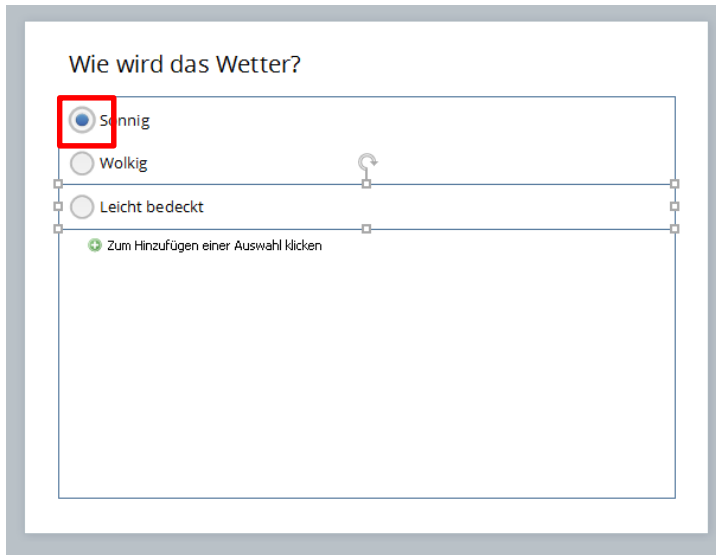 Wie wird das Wetter?
Sonnig
Wolkig
Leicht bedeckt
Zum Hinzufügen einer Auswahl klicken